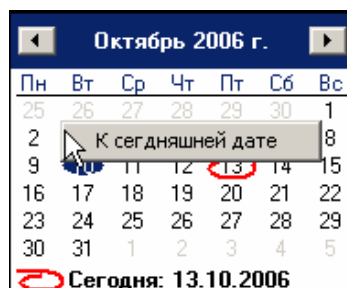 Октябрь 2006 г.
Пн Вт Ср Чт Пт Сб Вс
25 26 27 28 29 30 1
2 К сегдняшней дате 8
9 10 11 12 13 14 15
16 17 18 19 20 21 22
23 24 25 26 27 28 29
30 31 1 2 3 4 5
Сегодня: 13.10.2006